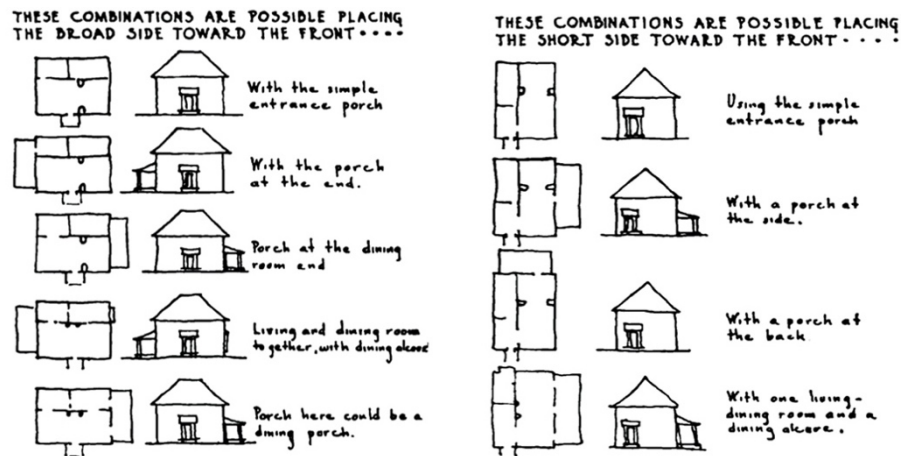 THESE COMBINATIONS ARE POSSIBLE PLACING
THE BROAD SIDE TOWARD THE FRONT • • • •
With the simple
entrance porch
With the porch
at the end.
Porch at the dining
room end
Living and dining room
together, with dining alcove
Porch here could be a
dining porch.
THESE COMBINATIONS ARE POSSIBLE PLACING
THE SHORT SIDE TOWARD THE FRONT • • • •
Using the simple
entrance porch
With a porch at
the side.
With a porch at
the back
With one living-
dining room and a
dining alcove.